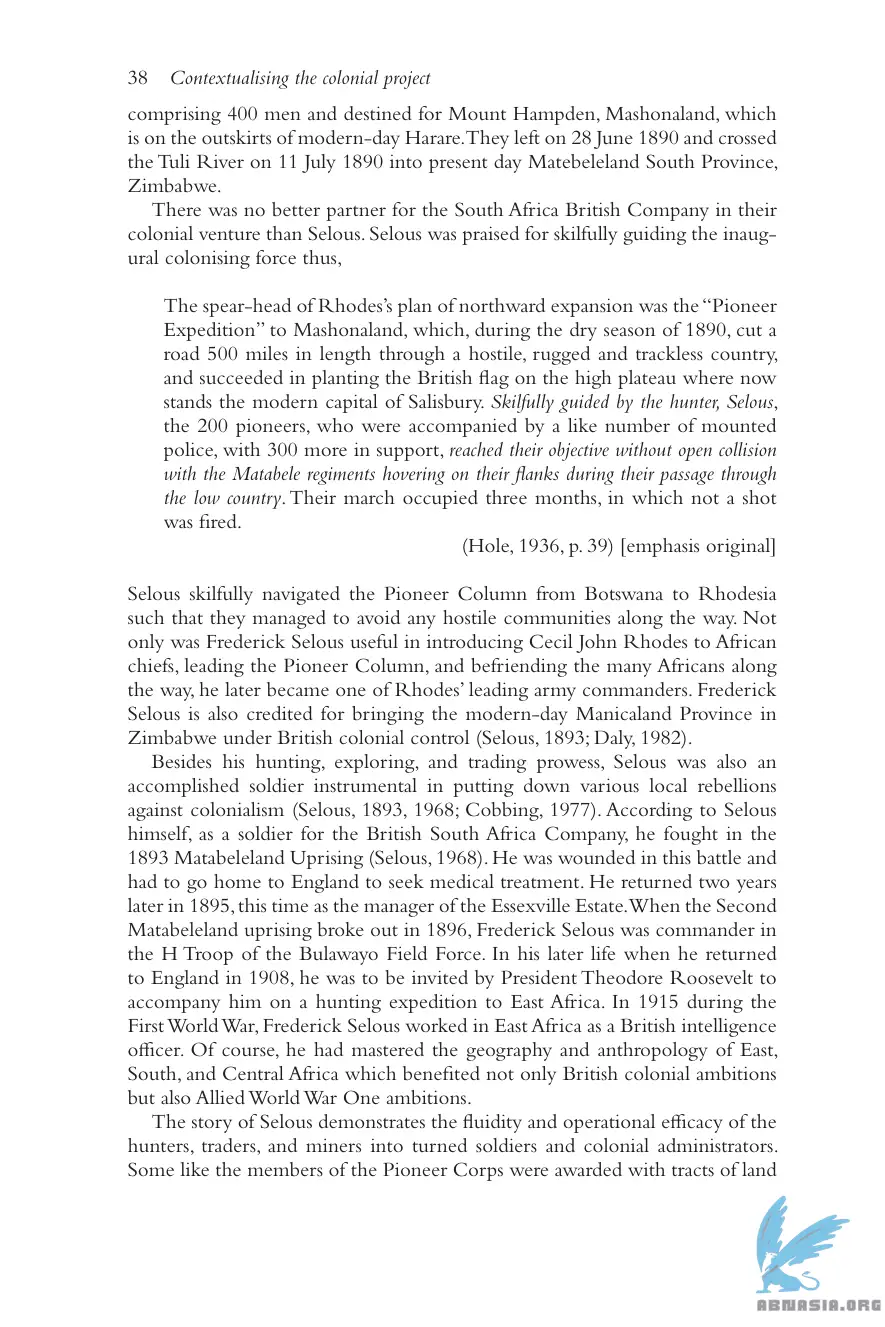 38 Contextualising the colonial project
comprising 400 men and destined for Mount Hampden, Mashonaland, which
is on the outskirts of modern-day Harare.They left on 28 June 1890 and crossed
the Tuli River on 11 July 1890 into present day Matebeleland South Province,
Zimbabwe.
There was no better partner for the South Africa British Company in their
colonial venture than Selous. Selous was praised for skilfully guiding the inaug-
ural colonising force thus,
The spear-head of Rhodes's plan of northward expansion was the “Pioneer
Expedition” to Mashonaland, which, during the dry season of 1890, cut a
road 500 miles in length through a hostile, rugged and trackless country,
and succeeded in planting the British flag on the high plateau where now
stands the modern capital of Salisbury. Skilfully guided by the hunter, Selous,
the 200 pioneers, who were accompanied by a like number of mounted
police, with 300 more in support, reached their objective without open collision
with the Matabele regiments hovering on their flanks during their passage through
the low country. Their march occupied three months, in which not a shot
was fired.
(Hole, 1936, p. 39) [emphasis original]
Selous skilfully navigated the Pioneer Column from Botswana to Rhodesia
such that they managed to avoid any hostile communities along the way. Not
only was Frederick Selous useful in introducing Cecil John Rhodes to African
chiefs, leading the Pioneer Column, and befriending the many Africans along
the way, he later became one of Rhodes' leading army commanders. Frederick
Selous is also credited for bringing the modern-day Manicaland Province in
Zimbabwe under British colonial control (Selous, 1893; Daly, 1982).
Besides his hunting, exploring, and trading prowess, Selous was also an
accomplished soldier instrumental in putting down various local rebellions
against colonialism (Selous, 1893, 1968; Cobbing, 1977). According to Selous
himself, as a soldier for the British South Africa Company, he fought in the
1893 Matabeleland Uprising (Selous, 1968). He was wounded in this battle and
had to go home to England to seek medical treatment. He returned two years
later in 1895, this time as the manager of the Essexville Estate.When the Second
Matabeleland uprising broke out in 1896, Frederick Selous was commander in
the H Troop of the Bulawayo Field Force. In his later life when he returned
to England in 1908, he was to be invited by President Theodore Roosevelt to
accompany him on a hunting expedition to East Africa. In 1915 during the
First World War, Frederick Selous worked in East Africa as a British intelligence
officer. Of course, he had mastered the geography and anthropology of East,
South, and Central Africa which benefited not only British colonial ambitions
but also Allied World War One ambitions.
The story of Selous demonstrates the fluidity and operational efficacy of the
hunters, traders, and miners into turned soldiers and colonial administrators.
Some like the members of the Pioneer Corps were awarded with tracts of land
ABNASIA.ORG